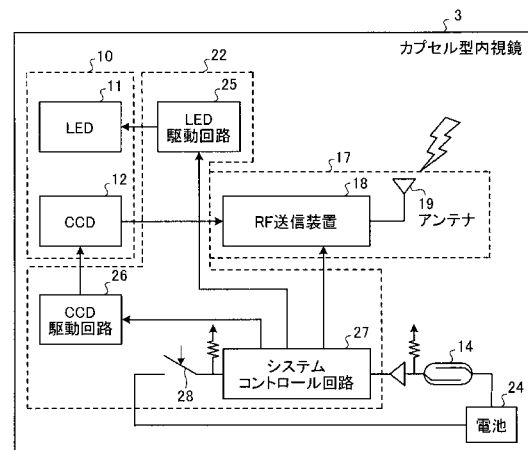 3
カプセル型内視鏡
10
22
11
25
LED
LED
駆動回路
17
12
18
CCD
RF送信装置
19
アンテナ
26
CCD
駆動回路
27
14
システム
コントロール回路
28
24
電池